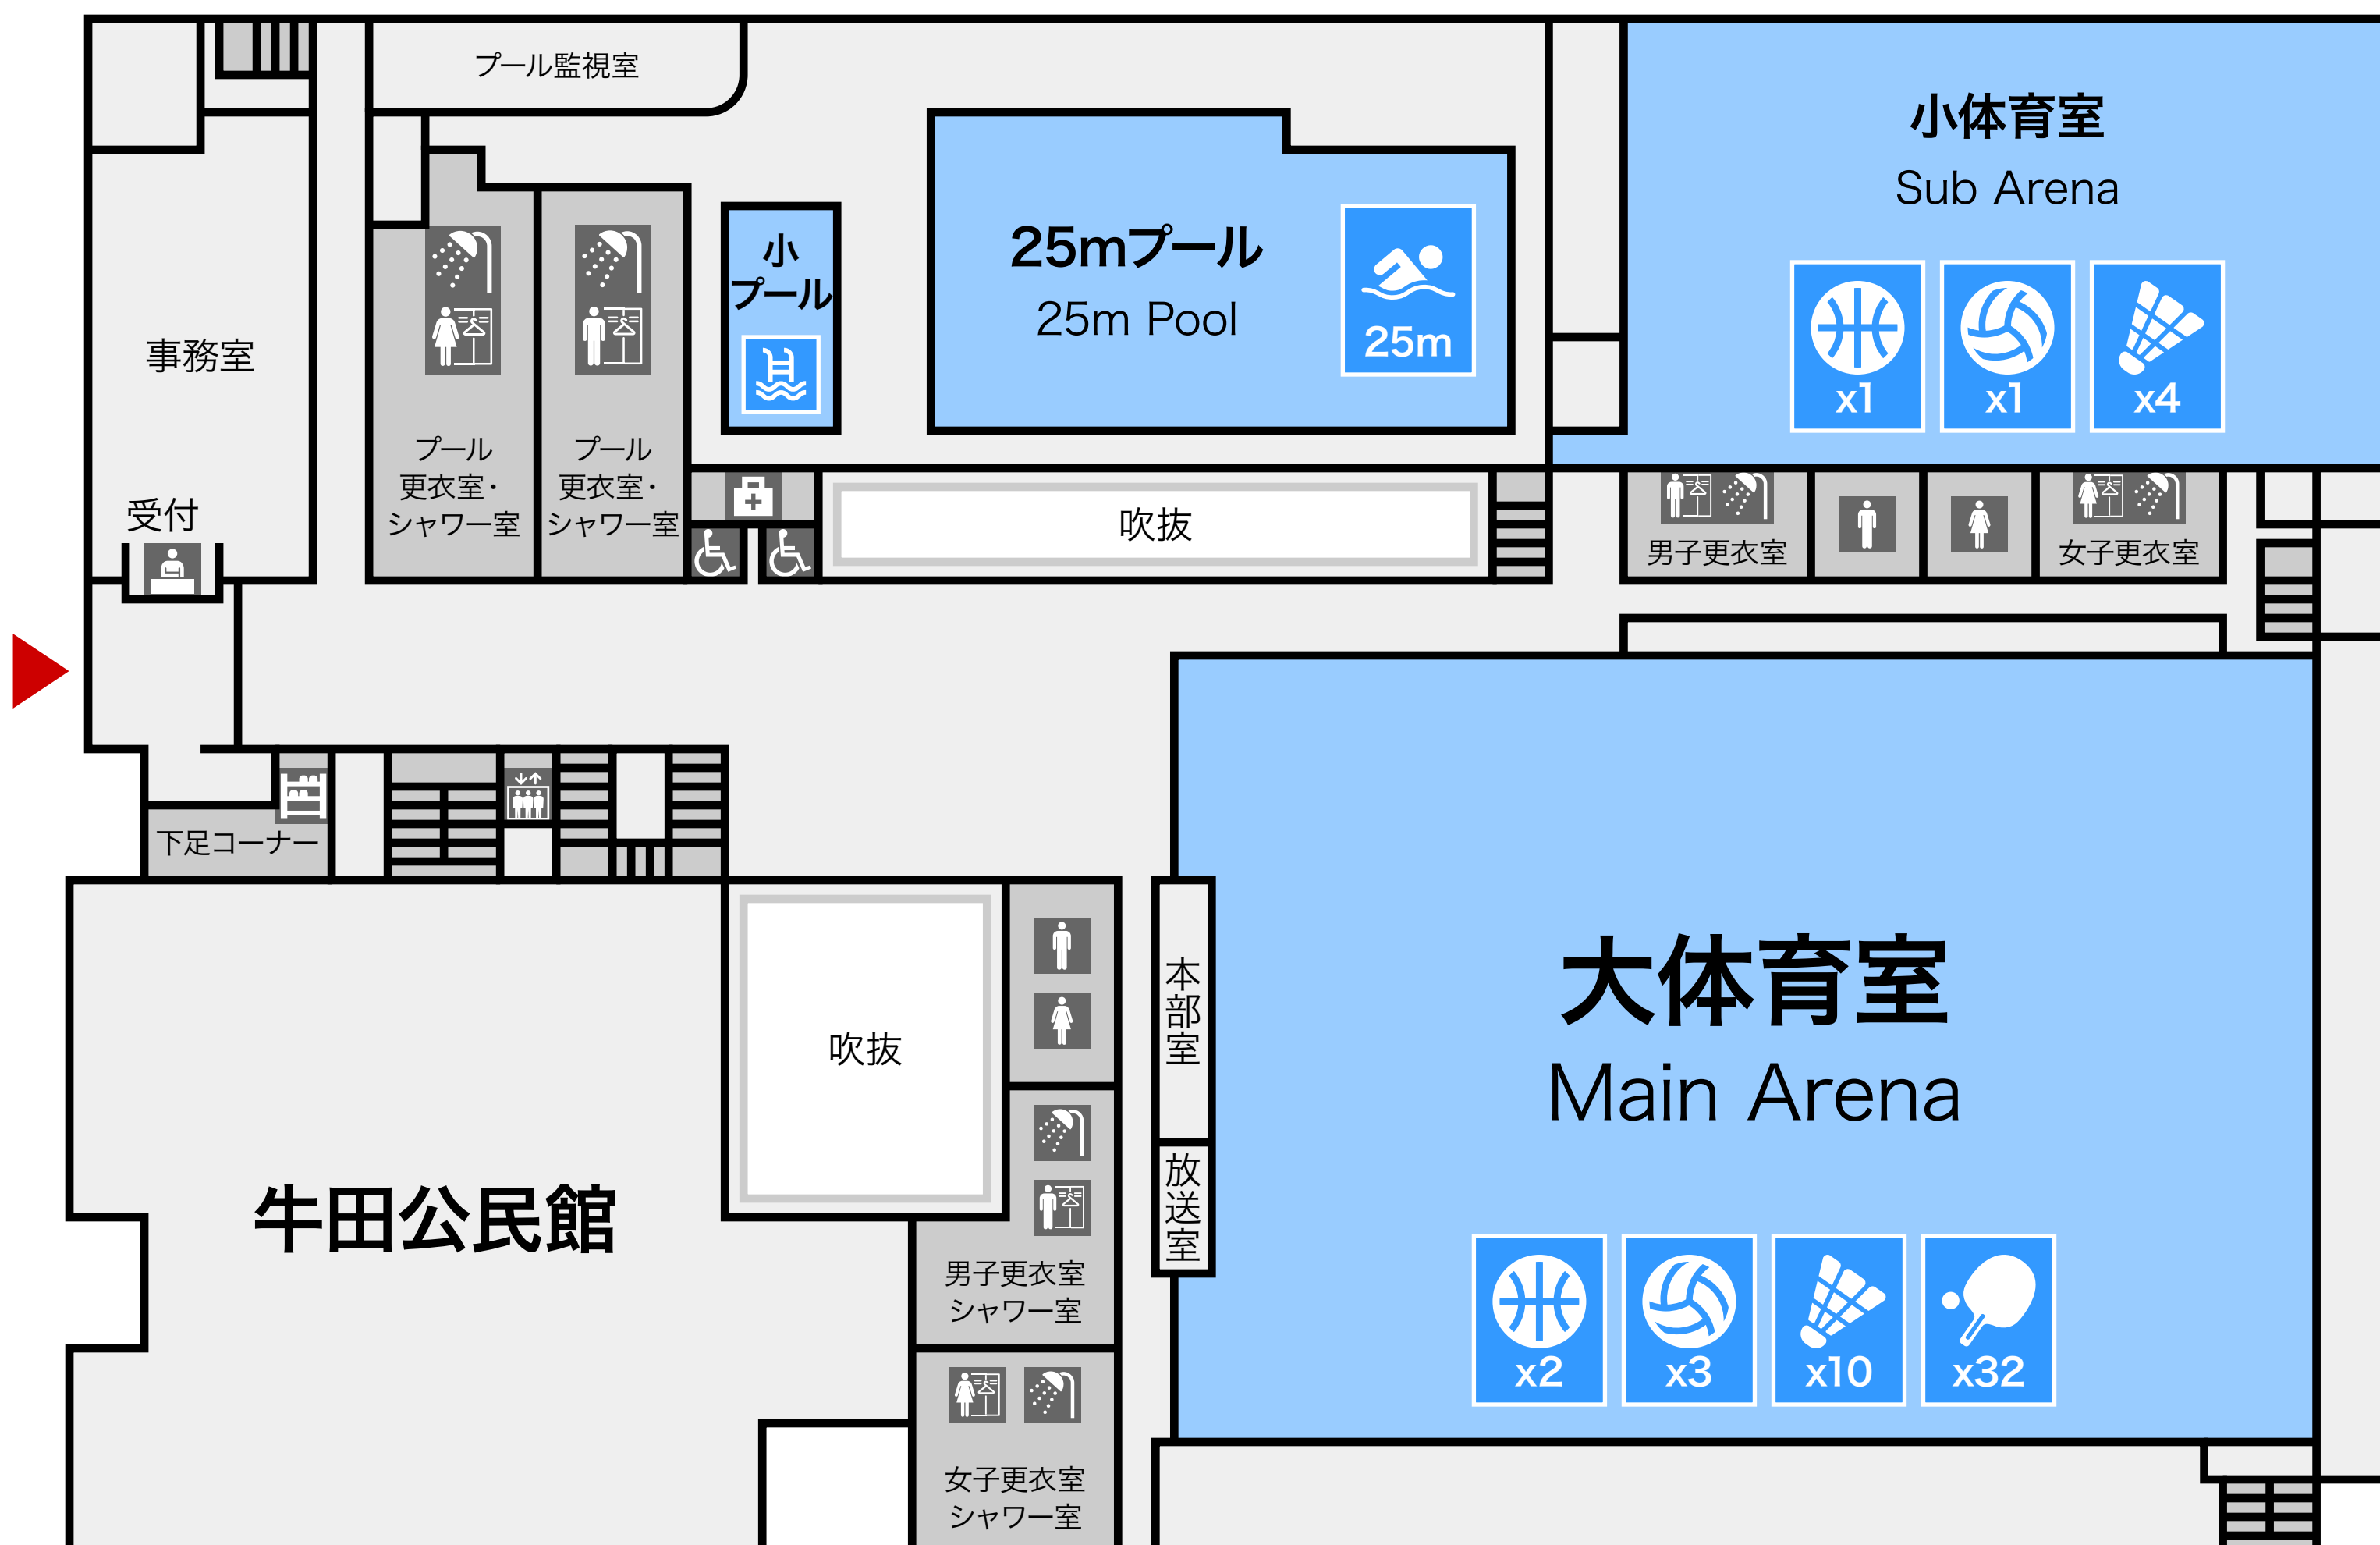 プール監視室
小体育室
Sub Arena
x1
x1
x4
25mプール
25m Pool
25m
小
プール
事務室
受付
プール
更衣室・
シャワー室
プール
更衣室・
シャワー室
吹抜
男子更衣室
女子更衣室
下足コーナー
大体育室
Main Arena
x2
x3
x10
x32
本部室
放送室
吹抜
牛田公民館
男子更衣室
シャワー室
女子更衣室
シャワー室